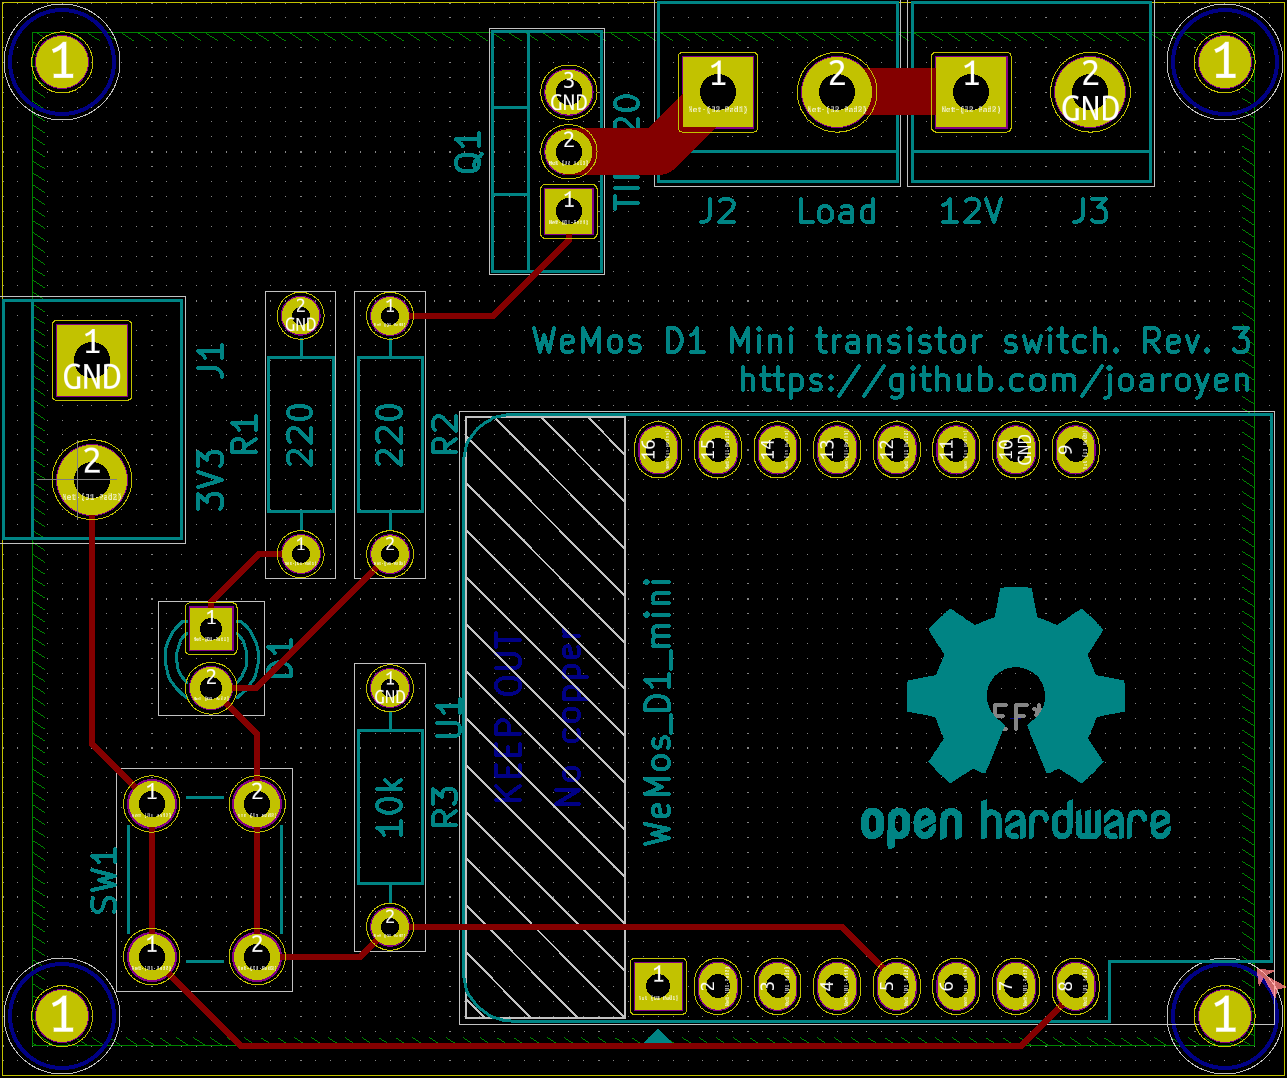 1
1
3
GND
2
1
Q1
TIP120
1
2
1
2
GND
J2
Load
12V
J3
1
GND
J1
2
3V3
2
GND
1
R1
220
220
R2
1
2
WeMos D1 Mini transistor switch. Rev. 3
https://github.com/joaroyen
16
15
14
13
12
11
10
GND
9
1
2
D1
1
GND
U1
10k
R3
2
KEEP OUT
No copper
WeMos_D1_mini
open hardware
1
2
SW1
1
2
1
2
3
4
5
6
7
8
1
1